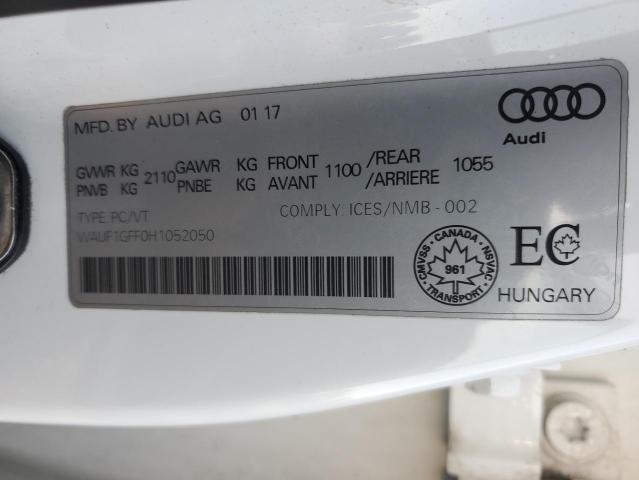 MFD. BY AUDI AG 01 17
Audi
GVWR KG 2110 GAWR KG FRONT 1100 /REAR 1055
PNVB KG PNBE KG AVANT /ARRIERE
TYPE: PC/VT
COMPLY: ICES/NMB - 002
WAUF1GFF0H1052050
CMVSS - CANADA - NSVAC
961
TRANSPORT
EC
HUNGARY